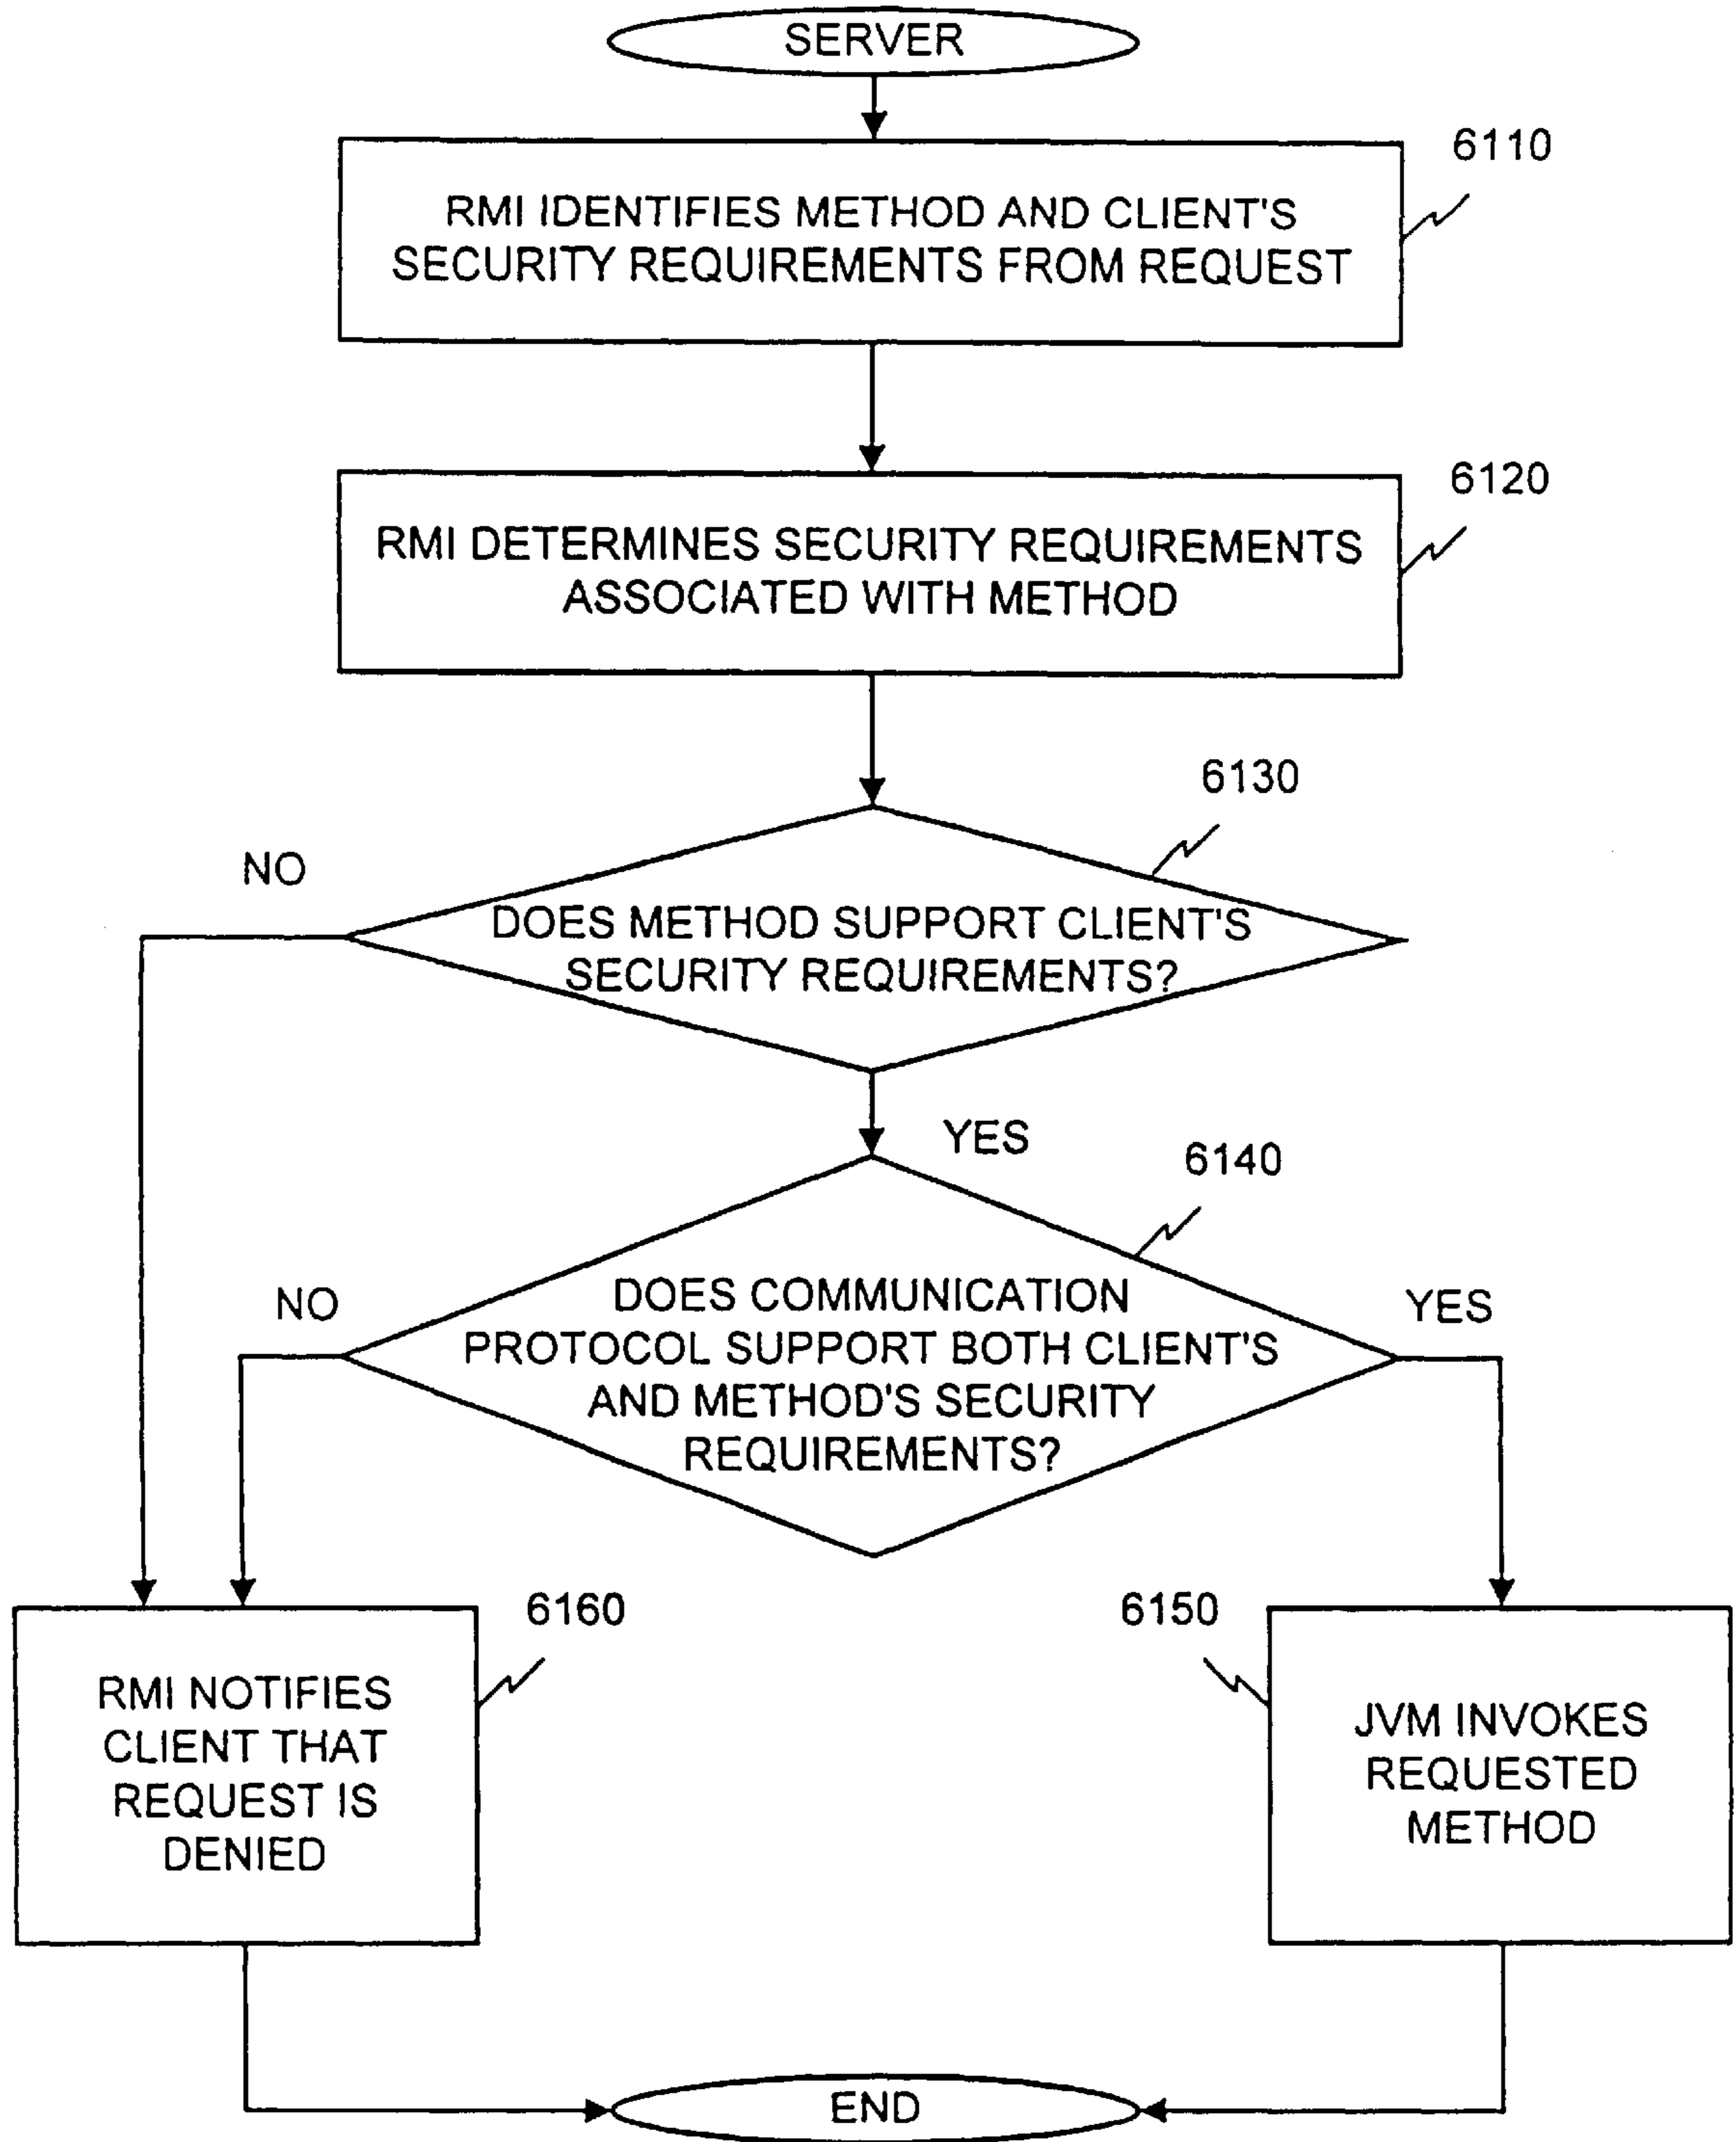 SERVER
6110
RMI IDENTIFIES METHOD AND CLIENT'S
SECURITY REQUIREMENTS FROM REQUEST
6120
RMI DETERMINES SECURITY REQUIREMENTS
ASSOCIATED WITH METHOD
6130
NO
DOES METHOD SUPPORT CLIENT'S
SECURITY REQUIREMENTS?
YES
6140
NO
DOES COMMUNICATION
PROTOCOL SUPPORT BOTH CLIENT'S
AND METHOD'S SECURITY
REQUIREMENTS?
YES
6160
RMI NOTIFIES
CLIENT THAT
REQUEST IS
DENIED
6150
JVM INVOKES
REQUESTED
METHOD
END